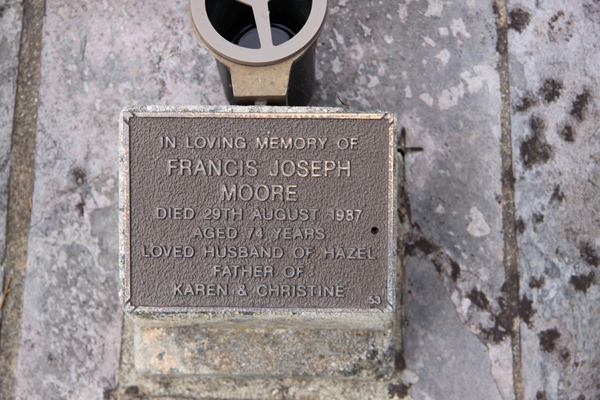 IN LOVING MEMORY OF
FRANCIS JOSEPH
MOORE
DIED 29TH AUGUST 1987
AGED 74 YEARS
LOVED HUSBAND OF HAZEL
FATHER OF
KAREN & CHRISTINE
53